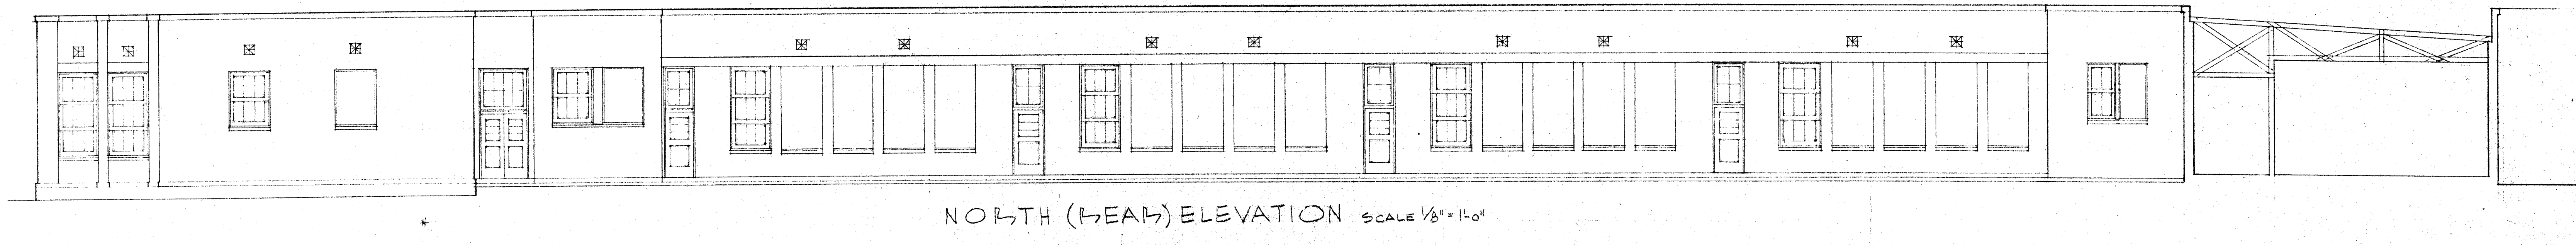 NORTH (REAR) ELEVATION SCALE 1/8" = 1'-0"